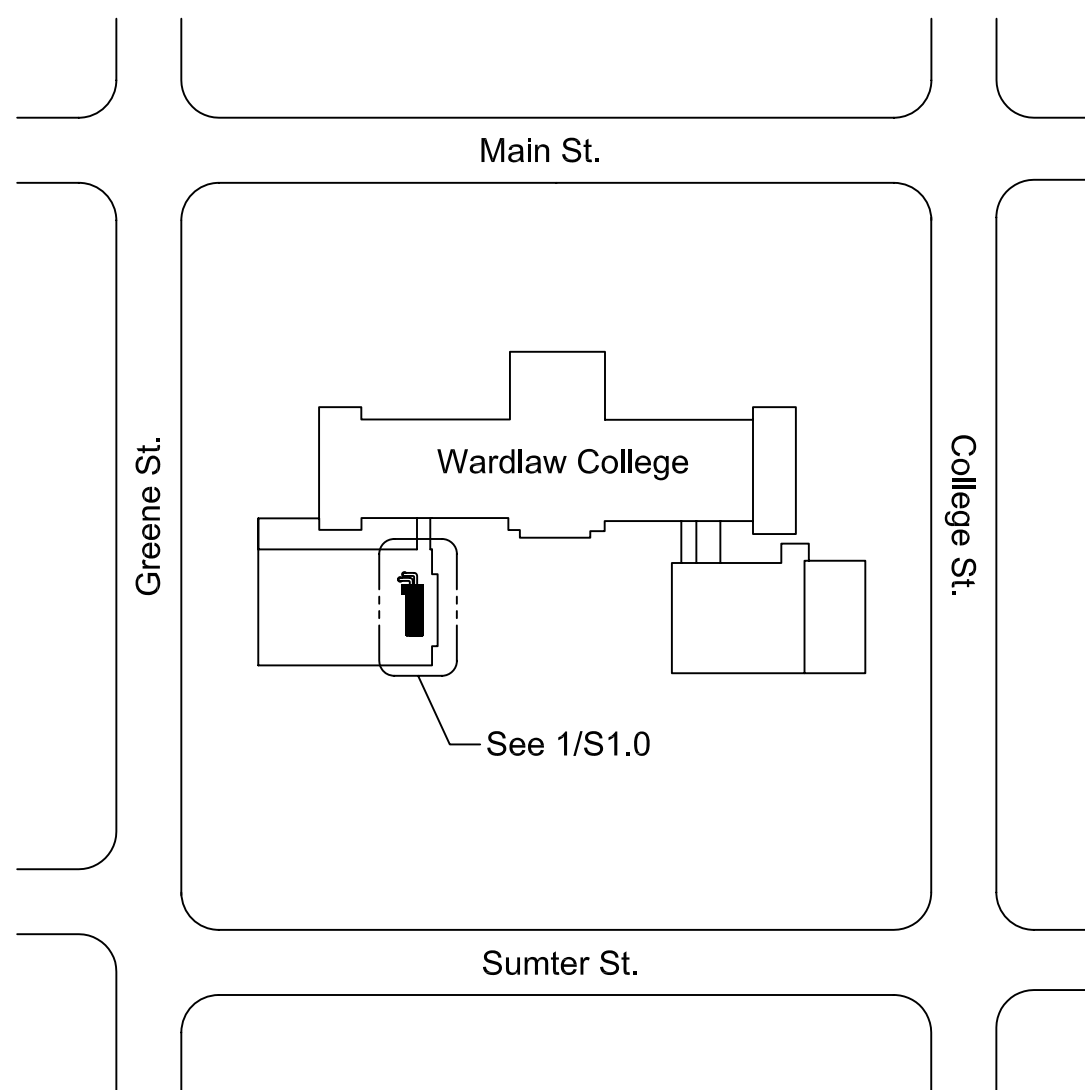 Main St.
Wardlaw College
Greene St.
College St.
See 1/S1.0
Sumter St.